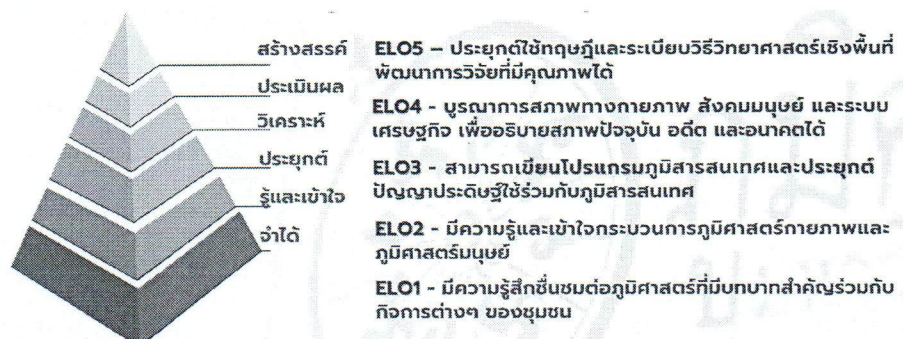 สร้างสรรค์
ประเมินผล
วิเคราะห์
ประยุกต์
รู้และเข้าใจ
จำได้
ELO5 – ประยุกต์ใช้ทฤษฎีและระเบียบวิธีวิทยาศาสตร์เชิงพื้นที่
พัฒนาการวิจัยที่มีคุณภาพได้
ELO4 - บูรณาการสภาพทางกายภาพ สังคมมนุษย์ และระบบ
เศรษฐกิจ เพื่ออธิบายสภาพปัจจุบัน อดีต และอนาคตได้
ELO3 - สามารถเขียนโปรแกรมภูมิสารสนเทศและประยุกต์
ปัญญาประดิษฐ์ใช้ร่วมกับภูมิสารสนเทศ
ELO2 - มีความรู้และเข้าใจกระบวนการภูมิศาสตร์กายภาพและ
ภูมิศาสตร์มนุษย์
ELO1 - มีความรู้สึกชื่นชมต่อภูมิศาสตร์ที่มีบทบาทสำคัญร่วมกับ
กิจการต่างๆ ของชุมชน